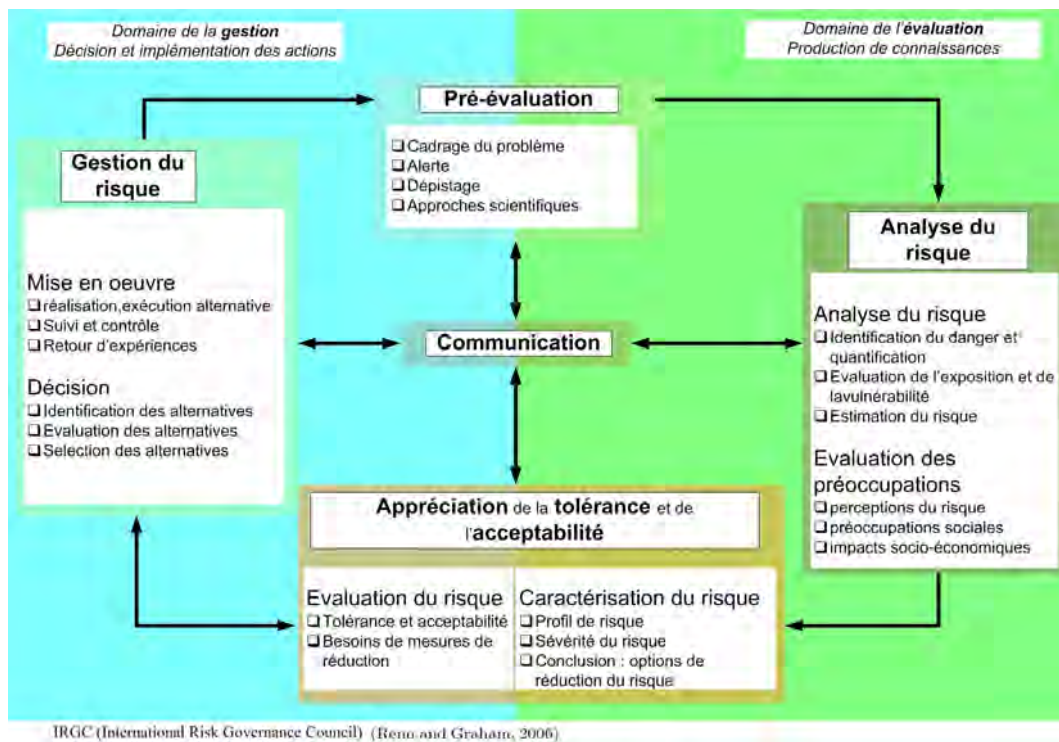 Domaine de la gestion
Décision et implémentation des actions
Domaine de l'évaluation
Production de connaissances
Pré-évaluation
❑Cadrage du problème
❑Alerte
❑Dépistage
❑Approches scientifiques
Gestion du
risque
Mise en oeuvre
❑réalisation,exécution alternative
❑Suivi et contrôle
❑Retour d'expériences
Décision
❑Identification des alternatives
❑Evaluation des alternatives
❑Selection des alternatives
Communication
Analyse du
risque
Analyse du risque
❑Identification du danger et
quantification
❑Evaluation de l'exposition et de
lavulnérabilité
❑Estimation du risque
Evaluation des
préoccupations
❑perceptions du risque
❑préoccupations sociales
❑impacts socio-économiques
Appréciation de la tolérance et de
l'acceptabilité
Evaluation du risque
❑Tolérance et acceptabilité
❑Besoins de mesures de
réduction
Caractérisation du risque
❑Profil de risque
❑Sévérité du risque
❑Conclusion : options de
réduction du risque
IRGC (International Risk Governance Council) (Renn and Graham, 2006)